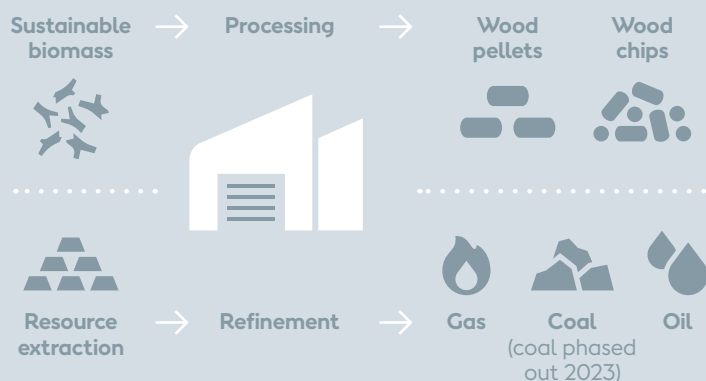 Sustainable
biomass
Processing
Wood
pellets
Wood
chips
Resource
extraction
Refinement
Gas
Coal
(coal phased
out 2023)
Oil